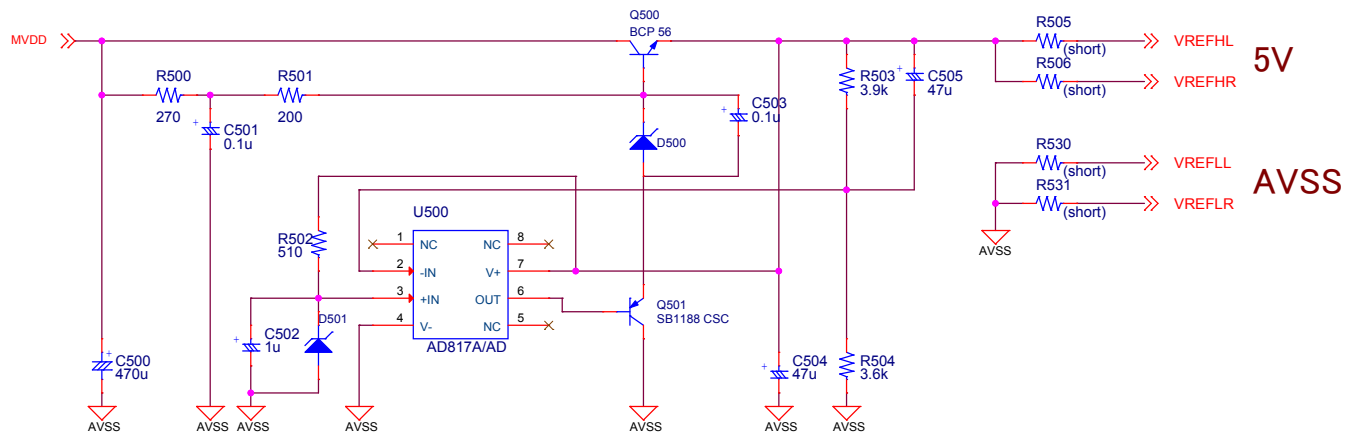 Q500
BCP 56
MVDD
R505
(short)
VREFHL
5V
R506
(short)
VREFHR
R500
270
R501
200
R503
3.9k
C505
47u
+
C501
0.1u
+
C503
0.1u
+
D500
R530
(short)
VREFLL
AVSS
R531
(short)
VREFLR
AVSS
U500
R502
510
1
NC
NC
8
2
-IN
V+
7
3
+IN
OUT
6
4
V-
NC
5
AD817A/AD
Q501
SB1188 CSC
D501
C502
1u
+
C500
470u
+
C504
47u
+
R504
3.6k
AVSS
AVSS
AVSS
AVSS
AVSS
AVSS
AVSS